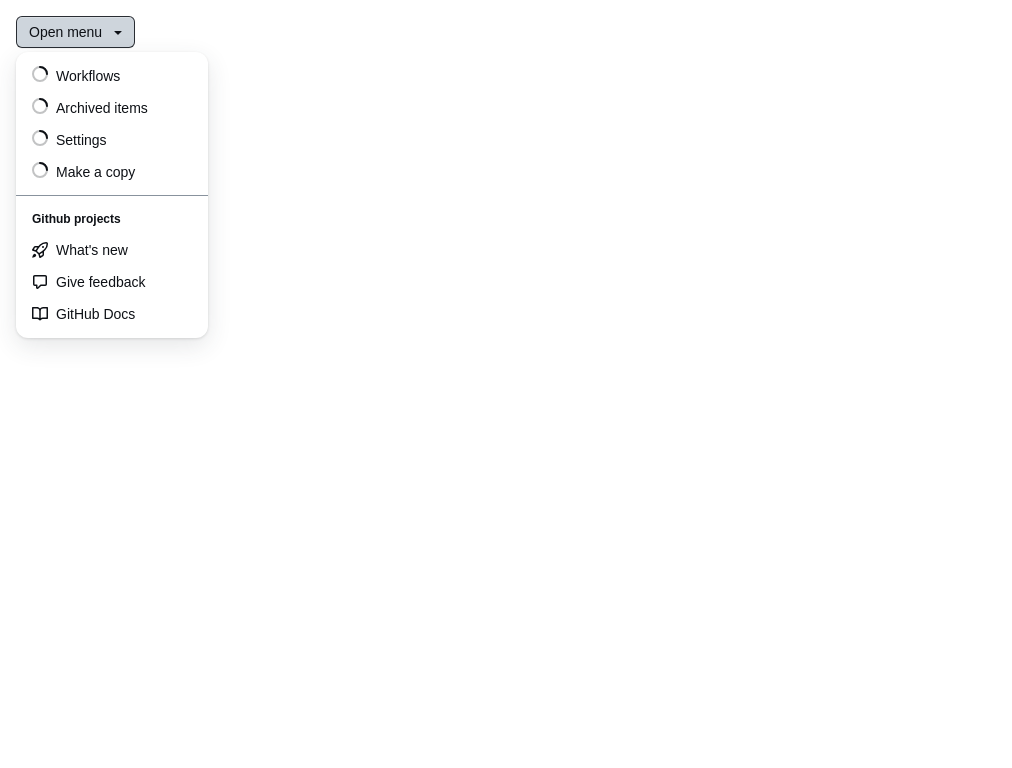 Open menu
Workflows
Archived items
Settings
Make a copy
Github projects
What's new
Give feedback
GitHub Docs